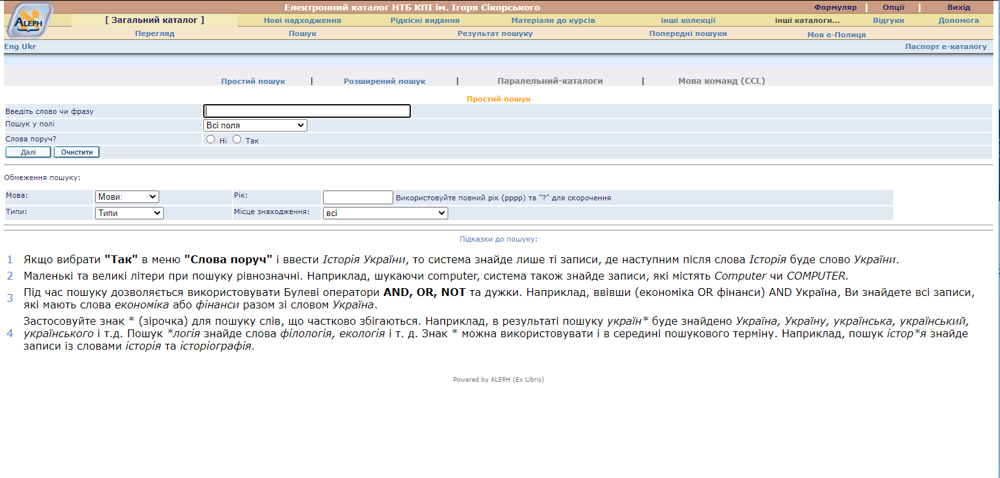 Електронний каталог НТБ КПІ ім. Ігоря Сікорського Формуляр | Опції | Вихід
ALEPH
[ Загальний каталог ] Нові надходження Рідкісні видання Матеріали до курсів інші колекції інші каталоги... Відгуки Допомога
Перегляд Пошук Результат пошуку Попередні пошуки Моя е-Полиця
Eng Ukr Паспорт е-каталогу
Простий пошук | Розширений пошук | Паралельний-каталоги | Мова команд (CCL)
Простий пошук
Введіть слово чи фразу
Пошук у полі Всі поля
Слова поруч? Ні Так
Далі Очистити
Обмеження пошуку:
Мова: Мови: Рік: Використовуйте повний рік (рррр) та "?" для скорочення
Типи: Типи Місце знаходження: всі
Підказки до пошуку:
1 Якщо вибрати "Так" в меню "Слова поруч" і ввести Історія України, то система знайде лише ті записи, де наступним після слова Історія буде слово України.
2 Маленькі та великі літери при пошуку рівнозначні. Наприклад, шукаючи computer, система також знайде записи, які містять Computer чи COMPUTER.
3 Під час пошуку дозволяється використовувати Булеві оператори AND, OR, NOT та дужки. Наприклад, ввівши (економіка OR фінанси) AND Україна, Ви знайдете всі записи,
які мають слова економіка або фінанси разом зі словом Україна.
4 Застосовуйте знак * (зірочка) для пошуку слів, що частково збігаються. Наприклад, в результаті пошуку україн* буде знайдено Україна, Україну, українська, український,
українського і т.д. Пошук *логія знайде слова філологія, екологія і т. д. Знак * можна використовувати і в середині пошукового терміну. Наприклад, пошук істор*я знайде
записи із словами історія та історіографія.
Powered by ALEPH (Ex Libris)